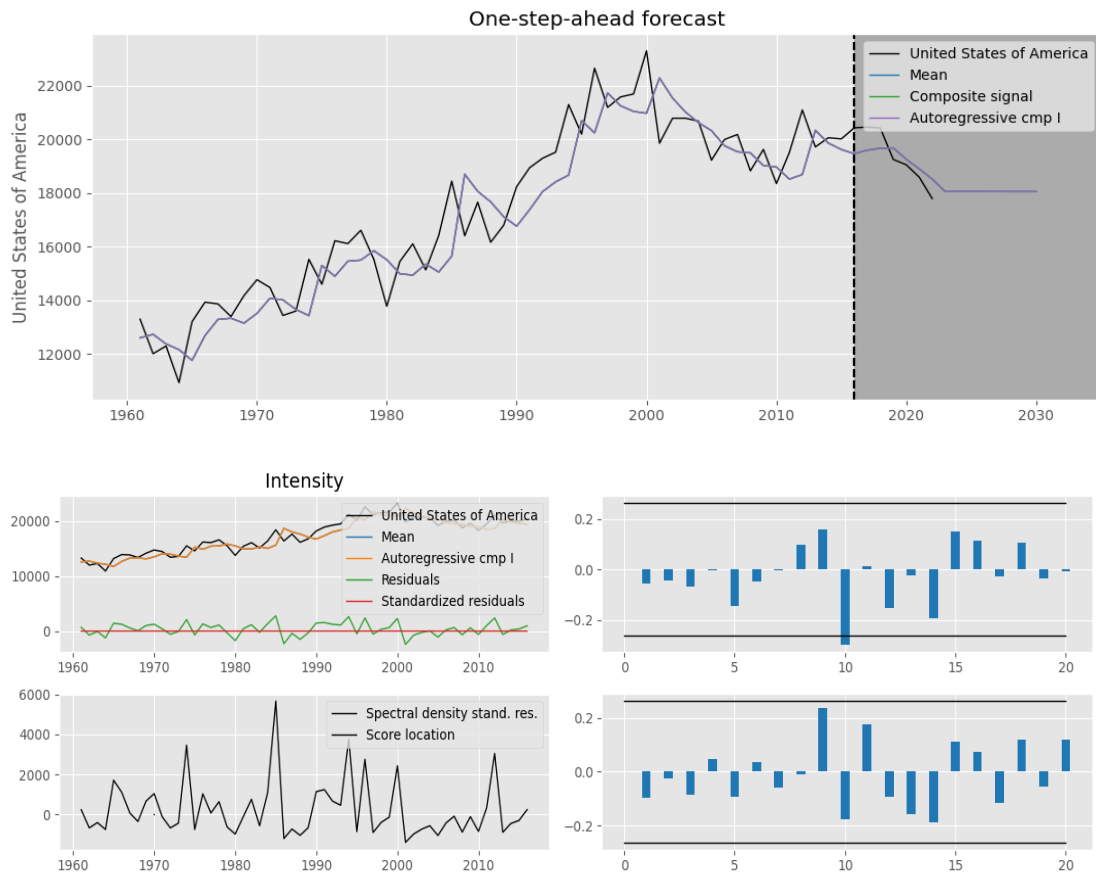 One-step-ahead forecast
United States of America
22000
20000
18000
16000
14000
12000
United States of America
Mean
Composite signal
Autoregressive cmp I
1960 1970 1980 1990 2000 2010 2020 2030
Intensity
20000
10000
0
United States of America
Mean
Autoregressive cmp I
Residuals
Standardized residuals
1960 1970 1980 1990 2000 2010
0.2
0.0
−0.2
0 5 10 15 20
6000
4000
2000
0
Spectral density stand. res.
Score location
1960 1970 1980 1990 2000 2010
0.2
0.0
−0.2
0 5 10 15 20